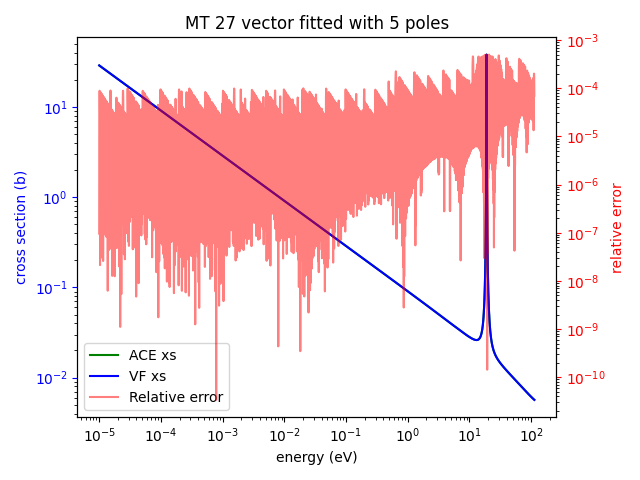 MT 27 vector fitted with 5 poles
cross section (b)
10¹
10⁰
10⁻¹
10⁻²
10⁻³
10⁻⁴
10⁻⁵
10⁻⁶
10⁻⁷
10⁻⁸
10⁻⁹
10⁻¹⁰
relative error
ACE xs
VF xs
Relative error
10⁻⁵ 10⁻⁴ 10⁻³ 10⁻² 10⁻¹ 10⁰ 10¹ 10²
energy (eV)